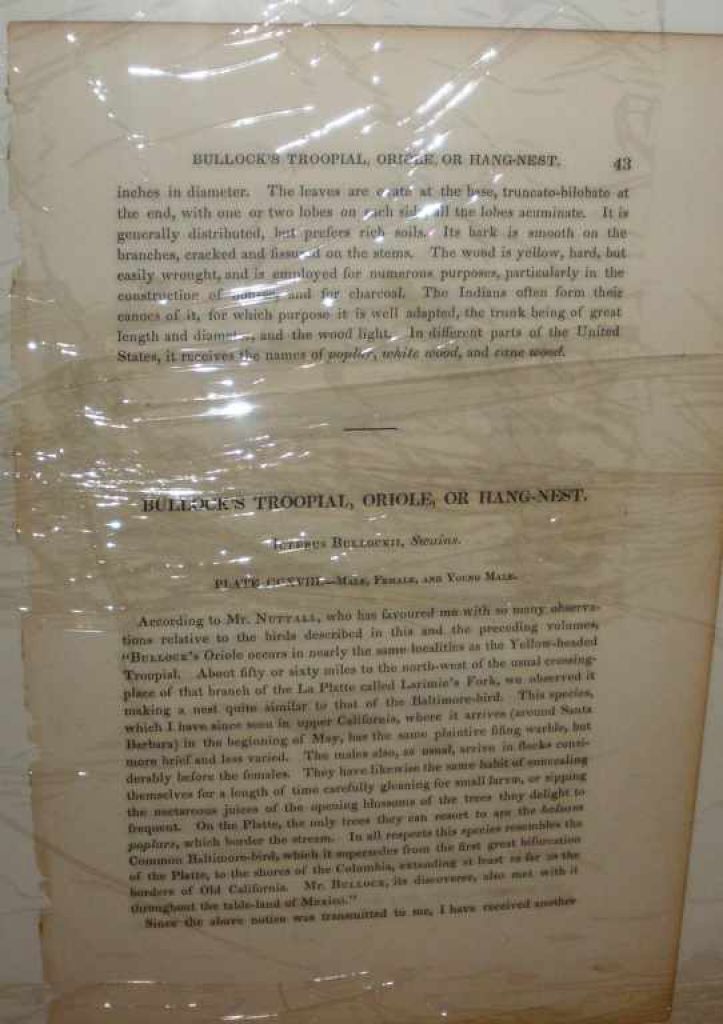 BULLOCK'S TROOPIAL, ORIOLE, OR HANG-NEST. 43
inches in diameter. The leaves are at the base, truncato-bilobate at
the end, with one or two lobes on each side, all the lobes acuminate. It is
generally distributed, but prefers rich soils. Its bark is smooth on the
branches, cracked and fissured on the stems. The wood is yellow, hard, but
easily wrought, and is employed for numerous purposes, particularly in the
construction of houses, and for charcoal. The Indians often form their
canoes of it, for which purpose it is well adapted, the trunk being of great
length and diameter, and the wood light. In different parts of the United
States, it receives the names of poplar, white wood, and cane wood.
BULLOCK'S TROOPIAL, ORIOLE, OR HANG-NEST.
ICTERUS BULLOCKII, Swains.
PLATE —MALE, FEMALE, AND YOUNG MALE.
According to Mr. NUTTALL, who has favoured me with so many observa-
tions relative to the birds described in this and the preceding volumes,
"BULLOCK'S Oriole occurs in nearly the same localities as the Yellow-headed
Troopial. About fifty or sixty miles to the north-west of the usual crossing-
place of that branch of the La Platte called Larimie's Fork, we observed it
making a nest quite similar to that of the Baltimore-bird. This species,
which I have since seen in upper California, where it arrives (around Santa
Barbara) in the beginning of May, has the same plaintive fifing warble, but
more brief and less varied. The males also, as usual, arrive in flocks consi-
derably before the females. They have likewise the same habit of concealing
themselves for a length of time carefully gleaning for small larvæ, or sipping
the nectareous juices of the opening blossoms of the trees they delight to
frequent. On the Platte, the only trees they can resort to are the balsam
poplars, which border the stream. In all respects this species resembles the
Common Baltimore-bird, which it supersedes from the first great bifurcation
of the Platte, to the shores of the Columbia, extending at least as far as the
borders of Old California. Mr. BULLOCK, its discoverer, also met with it
throughout the table-land of Mexico."
Since the above notice was transmitted to me, I have received another